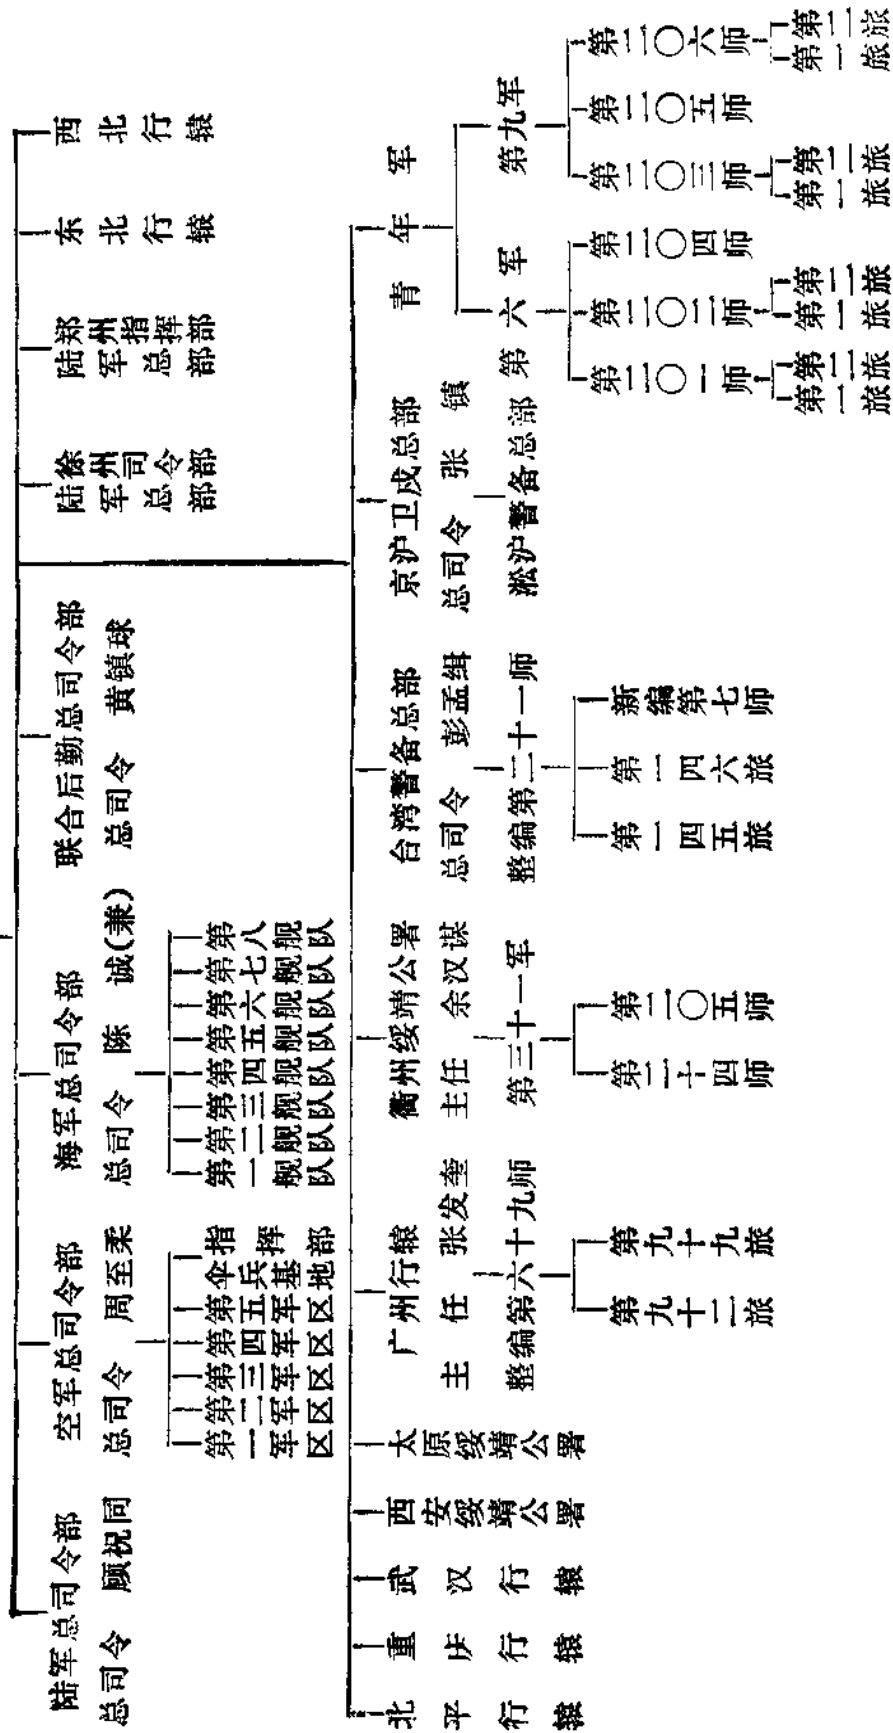 陆军总司令部
总司令 顾祝同
空军总司令部
总司令 周至柔
第一军区
第二军区
第三军区
第四军区
第五军区
伞兵基地
指挥部
海军总司令部
总司令 陈诚(兼)
第一舰队
第二舰队
第三舰队
第四舰队
第五舰队
第六舰队
第七舰队
第八舰队
联合后勤总司令部
总司令 黄镇球
陆军总部
徐州司令部
陆军总部
郑州指挥部
东北行辕
西北行辕
北平行辕
重庆行辕
武汉行辕
西安绥靖公署
太原绥靖公署
广州行辕
主任 张发奎
整编第六十九师
第九十二旅
第九十九旅
衢州绥靖公署
主任 余汉谋
第三十一军
第二十四师
第二〇五师
台湾警备总部
总司令 彭孟缉
整编第二十一师
第一四五旅
第一四六旅
新编第七师
京沪卫戍总部
总司令 张镇
淞沪警备总部
青年军
第六军
第二〇一师
第一旅
第二旅
第二〇二师
第一旅
第二旅
第二〇四师
第九军
第二〇三师
第一旅
第二旅
第二〇五师
第二〇六师
第一旅
第二旅